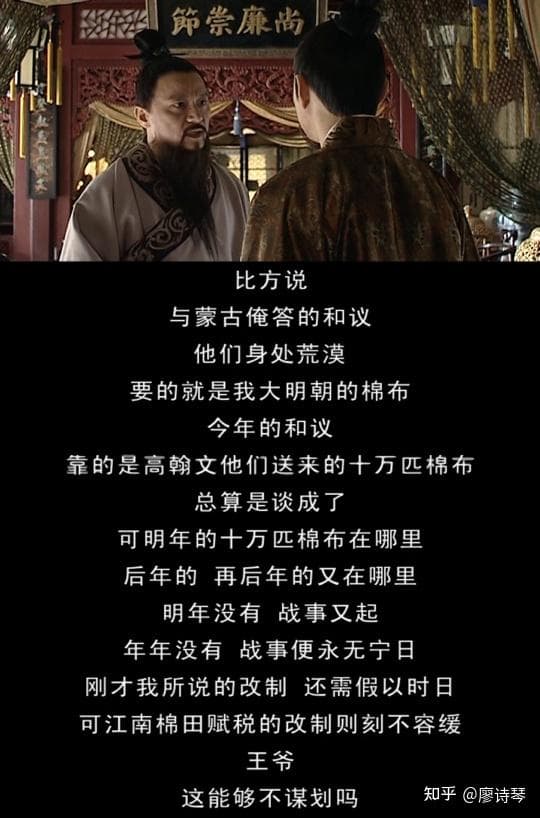 尚廉崇節
比方说
与蒙古俺答的和议
他们身处荒漠
要的就是我大明朝的棉布
今年的和议
靠的是高翰文他们送来的十万匹棉布
总算是谈成了
可明年的十万匹棉布在哪里
后年的 再后年的又在哪里
明年没有 战事又起
年年没有 战事便永无宁日
刚才我所说的改制 还需假以时日
可江南棉田赋税的改制则刻不容缓
王爷
这能够不谋划吗
知乎 @廖诗琴